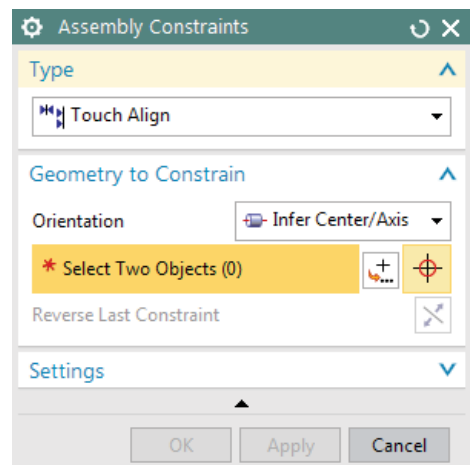 Assembly Constraints
Type
Touch Align
Geometry to Constrain
Orientation Infer Center/Axis
* Select Two Objects (0)
Reverse Last Constraint
Settings
OK Apply Cancel